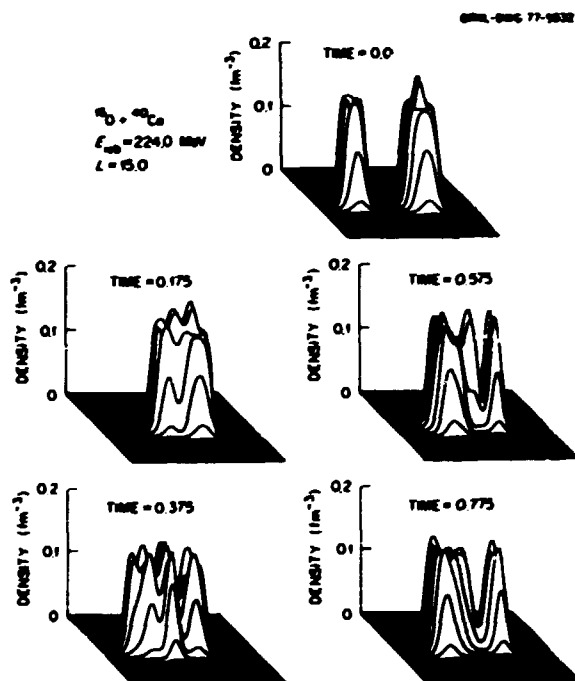 ORNL-DWG 77-9832
¹⁶O + ⁴⁰Ca
E_lab = 224.0 MeV
L = 15.0
TIME = 0.0
DENSITY (fm⁻³)
0.2
0.1
0
TIME = 0.175
DENSITY (fm⁻³)
0.2
0.1
0
TIME = 0.575
DENSITY (fm⁻³)
0.2
0.1
0
TIME = 0.375
DENSITY (fm⁻³)
0.2
0.1
0
TIME = 0.775
DENSITY (fm⁻³)
0.2
0.1
0